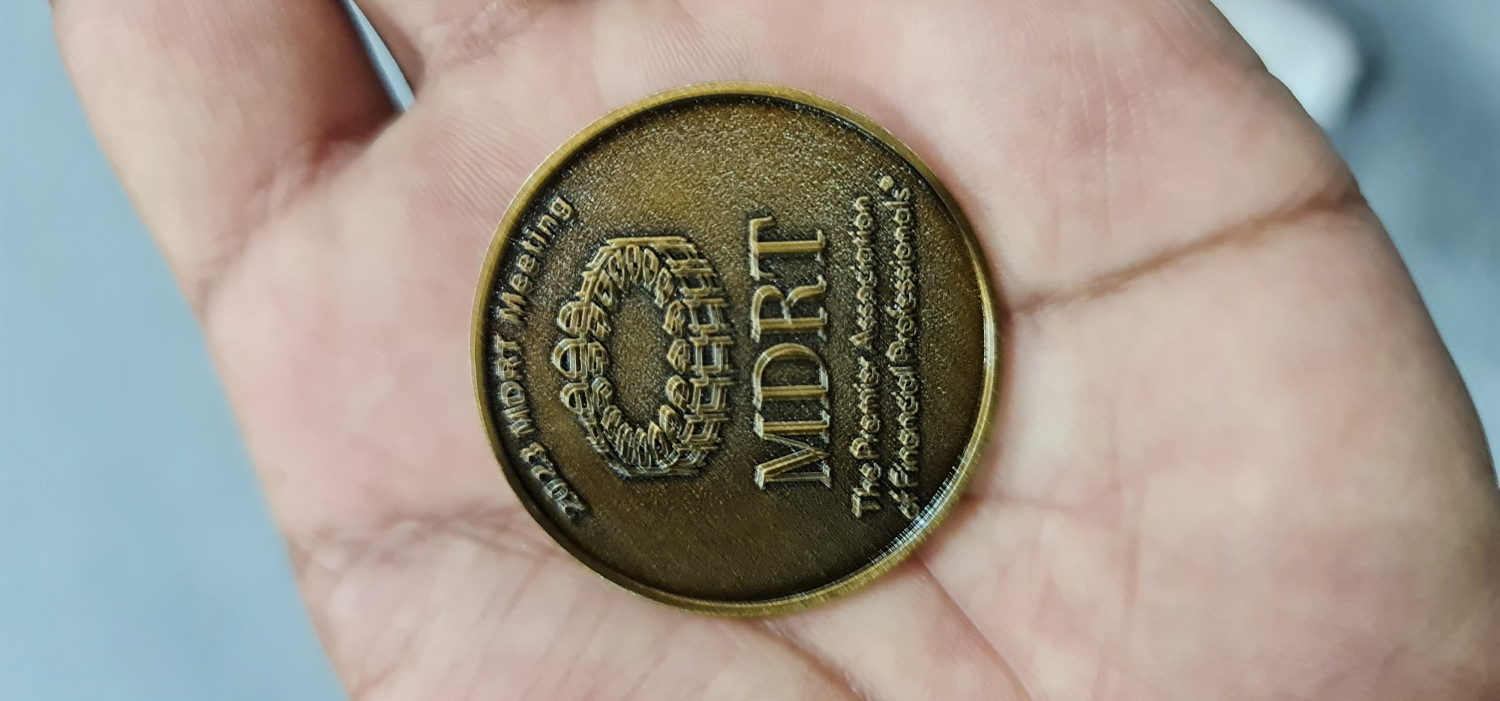 2023 MDRT Meeting
MDRT
The Premier Association
of Financial Professionals®